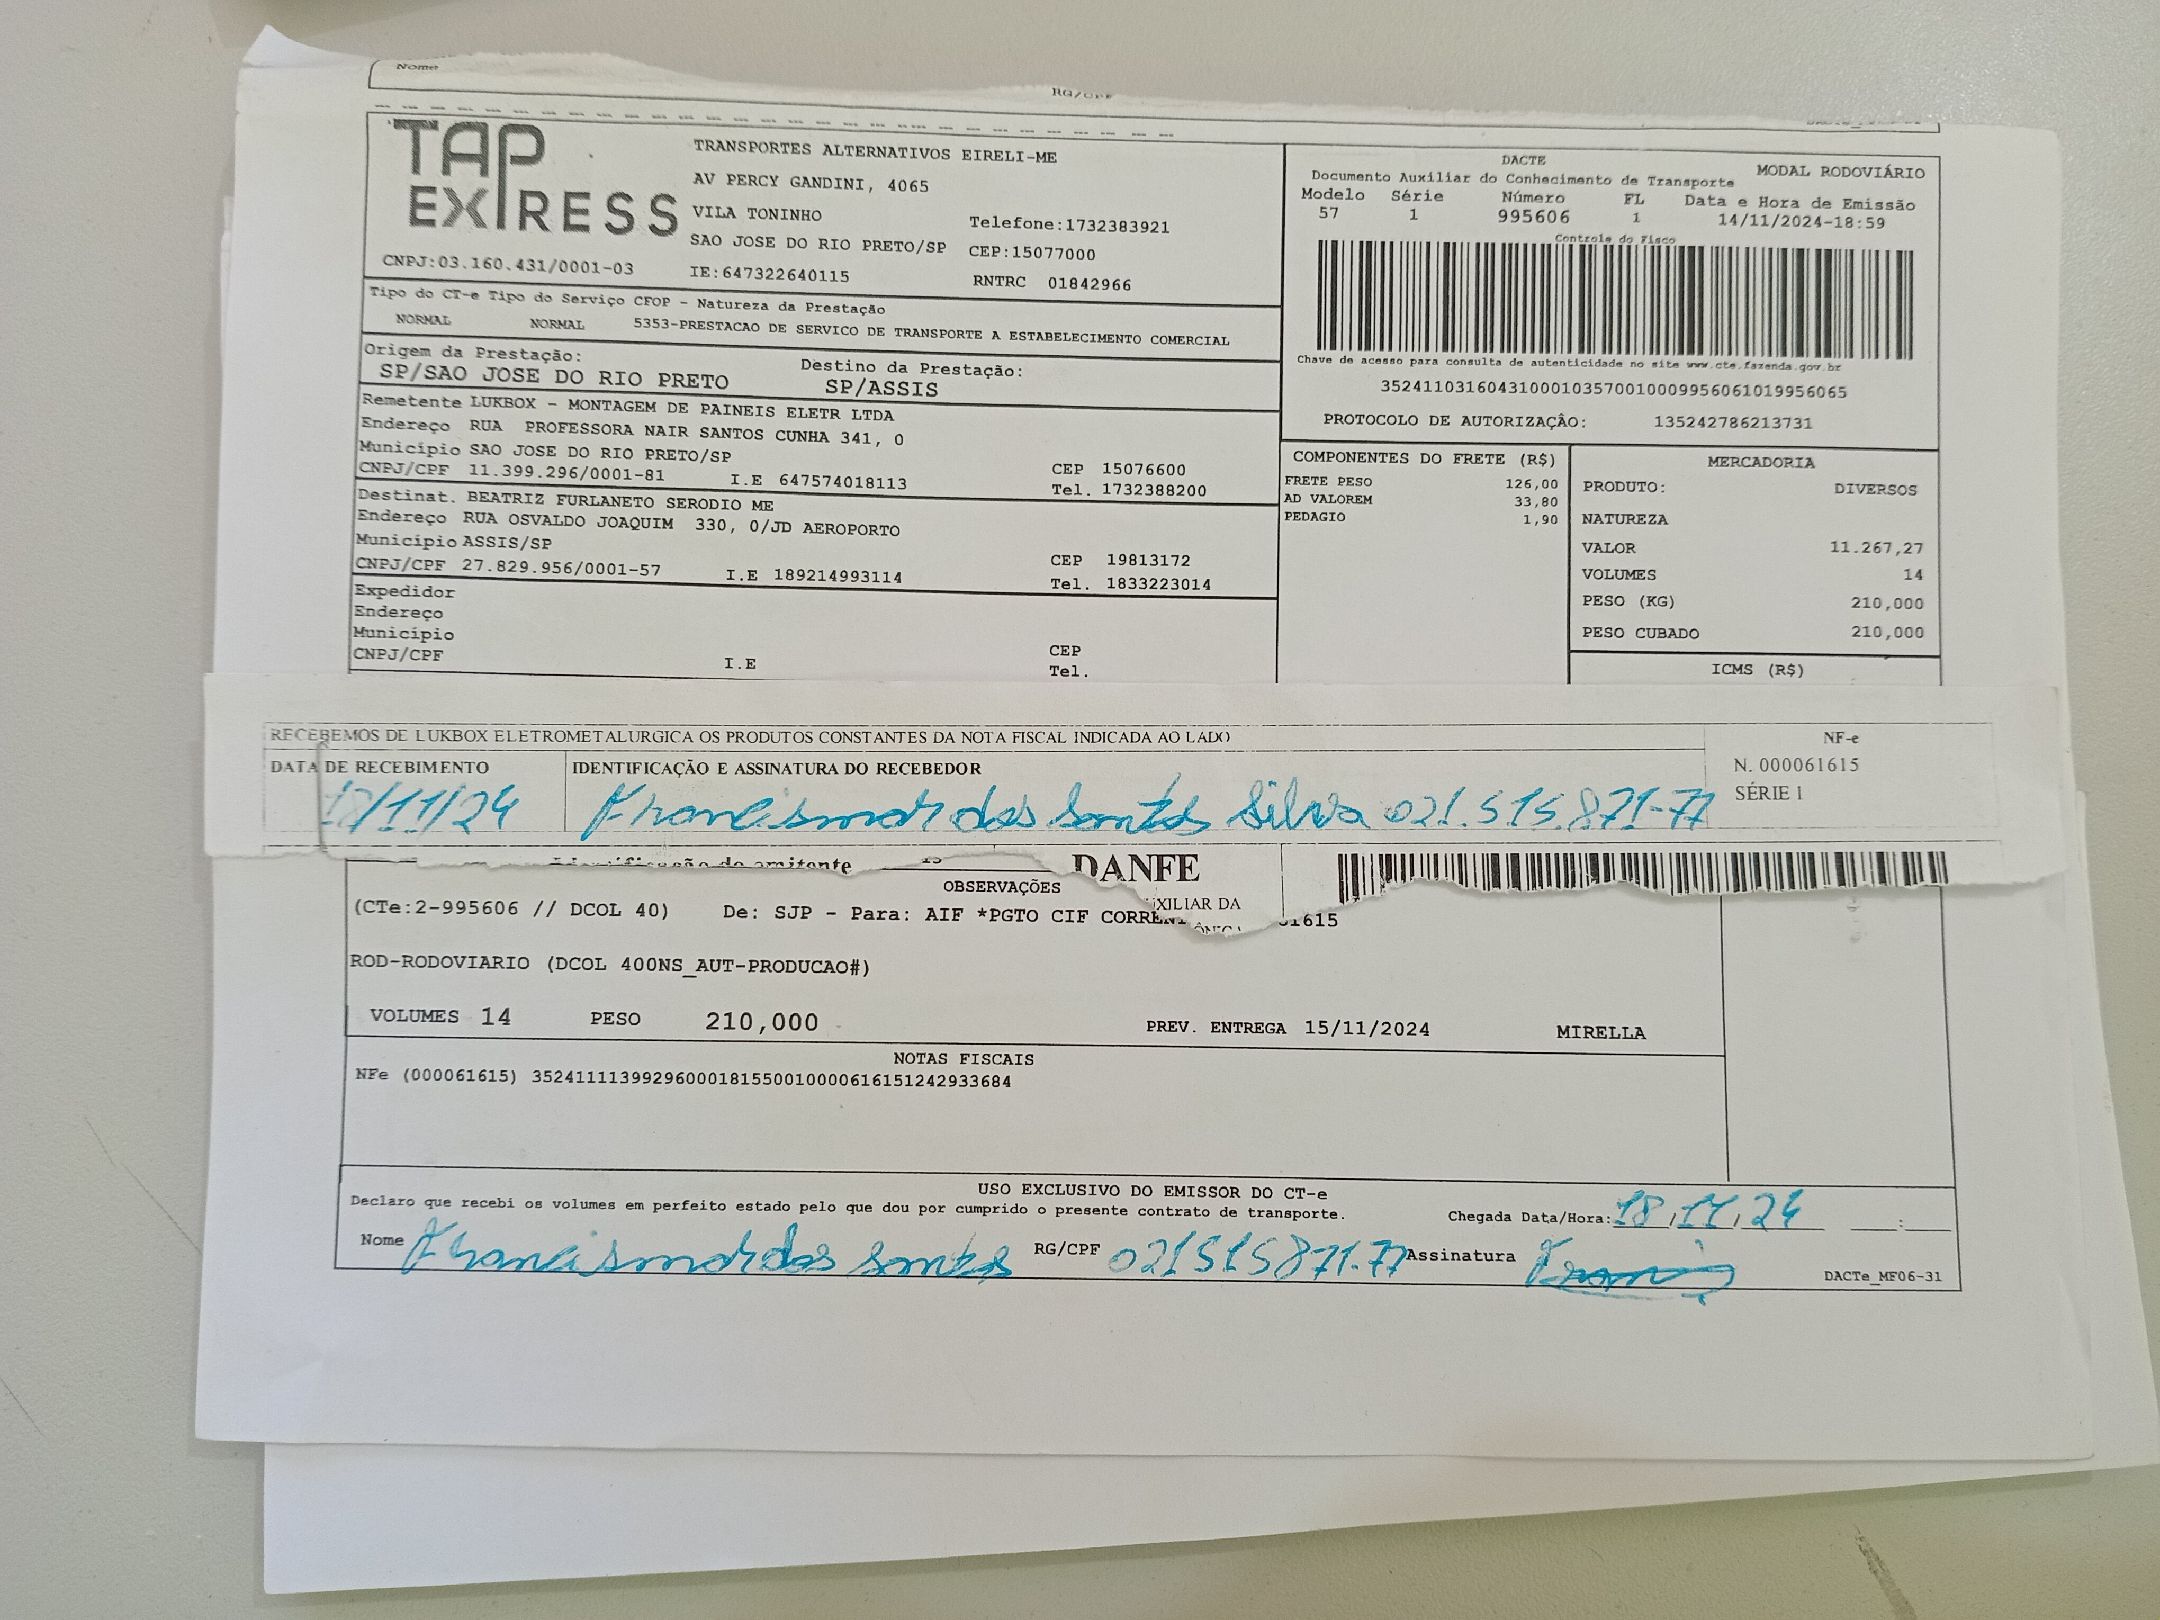 Nome
RG/CPF
TAP EXPRESS
TRANSPORTES ALTERNATIVOS EIRELI-ME
AV PERCY GANDINI, 4065
VILA TONINHO Telefone:1732383921
SAO JOSE DO RIO PRETO/SP CEP:15077000
CNPJ:03.160.431/0001-03 IE:647322640115 RNTRC 01842966
DACTE MODAL RODOVIÁRIO
Documento Auxiliar do Conhecimento de Transporte
Modelo Série Número FL Data e Hora de Emissão
57 1 995606 1 14/11/2024-18:59
Controle do Fisco
Chave de acesso para consulta de autenticidade no site www.cte.fazenda.gov.br
35241103160431000103570010009956061019956065
PROTOCOLO DE AUTORIZAÇÂO: 135242786213731
Tipo do CT-e Tipo do Serviço CFOP - Natureza da Prestação
NORMAL NORMAL 5353-PRESTACAO DE SERVICO DE TRANSPORTE A ESTABELECIMENTO COMERCIAL
Origem da Prestação: Destino da Prestação:
SP/SAO JOSE DO RIO PRETO SP/ASSIS
Remetente LUKBOX - MONTAGEM DE PAINEIS ELETR LTDA
Endereço RUA PROFESSORA NAIR SANTOS CUNHA 341, 0
Município SAO JOSE DO RIO PRETO/SP CEP 15076600
CNPJ/CPF 11.399.296/0001-81 I.E 647574018113 Tel. 1732388200
Destinat. BEATRIZ FURLANETO SERODIO ME
Endereço RUA OSVALDO JOAQUIM 330, 0/JD AEROPORTO
Município ASSIS/SP CEP 19813172
CNPJ/CPF 27.829.956/0001-57 I.E 189214993114 Tel. 1833223014
Expedidor
Endereço
Município CEP
CNPJ/CPF I.E Tel.
COMPONENTES DO FRETE (R$)
FRETE PESO 126,00
AD VALOREM 33,80
PEDAGIO 1,90
MERCADORIA
PRODUTO: DIVERSOS
NATUREZA
VALOR 11.267,27
VOLUMES 14
PESO (KG) 210,000
PESO CUBADO 210,000
ICMS (R$)
RECEBEMOS DE LUKBOX ELETROMETALURGICA OS PRODUTOS CONSTANTES DA NOTA FISCAL INDICADA AO LADO
NF-e
N. 000061615
SÉRIE 1
DATA DE RECEBIMENTO IDENTIFICAÇÃO E ASSINATURA DO RECEBEDOR
18/11/24 Francismar dos Santos Silva 021.515.871-77
Identificação do emitente DANFE
OBSERVAÇÕES
(CTe:2-995606 // DCOL 40) De: SJP - Para: AIF *PGTO CIF 1615
ROD-RODOVIARIO (DCOL 400NS_AUT-PRODUCAO#)
VOLUMES 14 PESO 210,000 PREV. ENTREGA 15/11/2024 MIRELLA
NOTAS FISCAIS
NFe (000061615) 35241111399296000181550010000616151242933684
USO EXCLUSIVO DO EMISSOR DO CT-e
Declaro que recebi os volumes em perfeito estado pelo que dou por cumprido o presente contrato de transporte. Chegada Data/Hora: 18/11/24 :
Nome Francismar dos Santos RG/CPF 021515871-77 Assinatura
DACTe_MF06-31